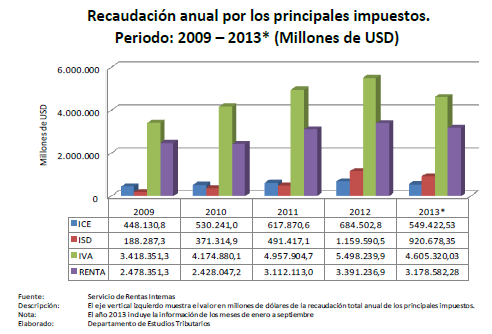 Recaudación anual por los principales impuestos.
Periodo: 2009 – 2013* (Millones de USD)
Millones de USD
6.000.000
4.000.000
2.000.000
0
2009 2010 2011 2012 2013*
ICE 448.130,8 530.241,0 617.870,6 684.502,8 549.422,53
ISD 188.287,3 371.314,9 491.417,1 1.159.590,5 920.678,35
IVA 3.418.351,3 4.174.880,1 4.957.904,7 5.498.239,9 4.605.320,03
RENTA 2.478.351,3 2.428.047,2 3.112.113,0 3.391.236,9 3.178.582,28
Fuente: Servicio de Rentas Internas
Descripción: El eje vertical izquierdo muestra el valor en millones de dólares de la recaudación total anual de los principales impuestos.
Nota: El año 2013 induye la información de los meses de enero a septiembre
Elaborado: Departamento de Estudios Tributarios